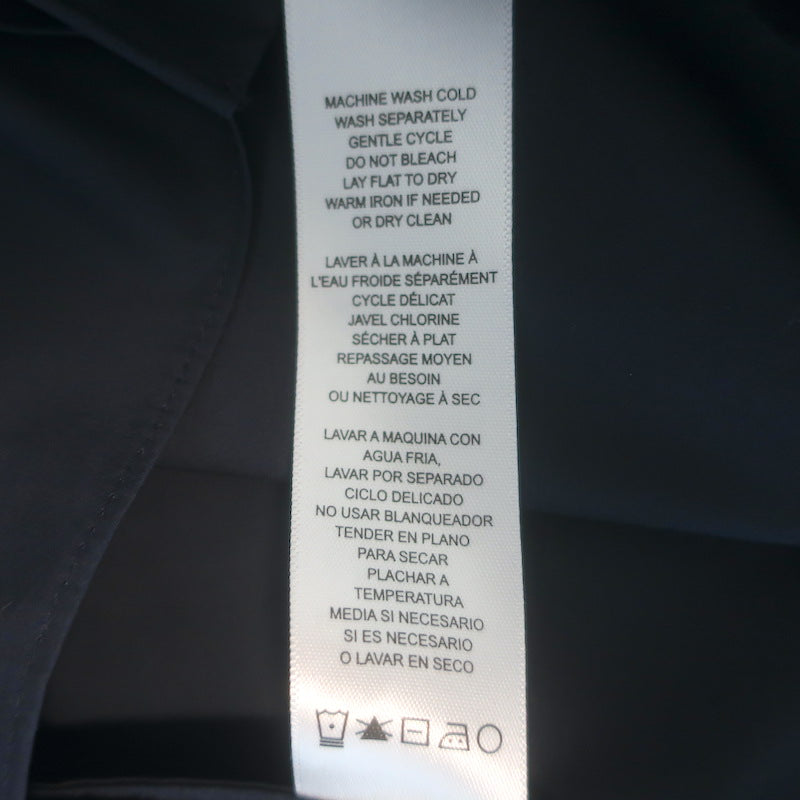 MACHINE WASH COLD
WASH SEPARATELY
GENTLE CYCLE
DO NOT BLEACH
LAY FLAT TO DRY
WARM IRON IF NEEDED
OR DRY CLEAN
LAVER À LA MACHINE À
L'EAU FROIDE SÉPARÉMENT
CYCLE DÉLICAT
JAVEL CHLORINE
SÉCHER À PLAT
REPASSAGE MOYEN
AU BESOIN
OU NETTOYAGE À SEC
LAVAR A MAQUINA CON
AGUA FRIA,
LAVAR POR SEPARADO
CICLO DELICADO
NO USAR BLANQUEADOR
TENDER EN PLANO
PARA SECAR
PLACHAR A
TEMPERATURA
MEDIA SI NECESARIO
SI ES NECESARIO
O LAVAR EN SECO